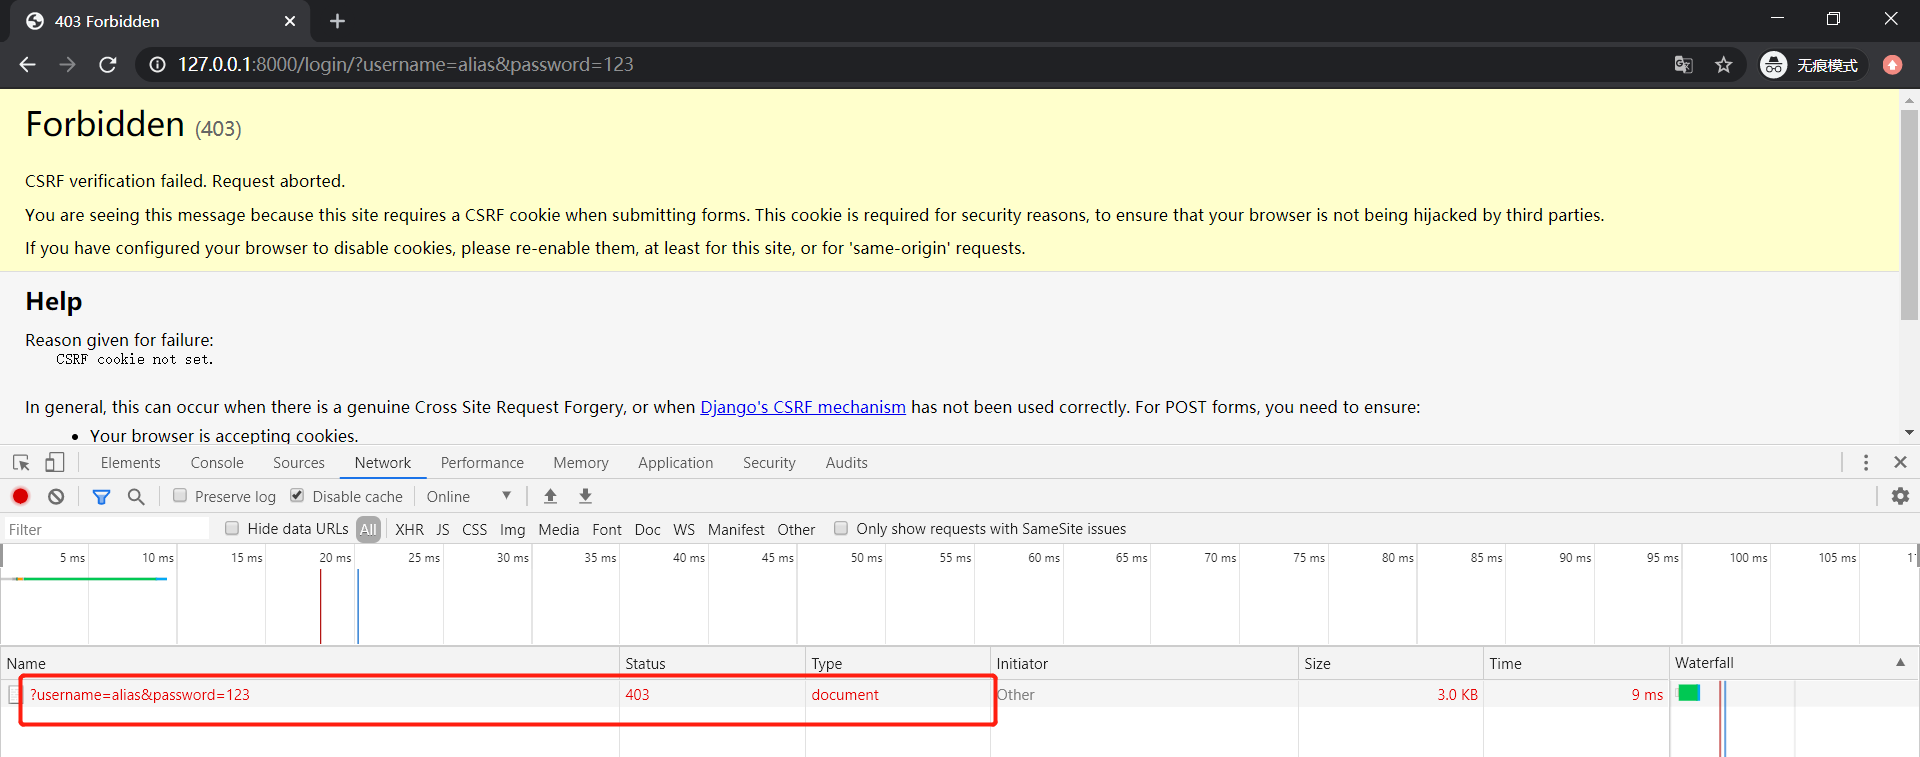 403 Forbidden
127.0.0.1:8000/login/?username=alias&password=123
无痕模式
Forbidden (403)
CSRF verification failed. Request aborted.
You are seeing this message because this site requires a CSRF cookie when submitting forms. This cookie is required for security reasons, to ensure that your browser is not being hijacked by third parties.
If you have configured your browser to disable cookies, please re-enable them, at least for this site, or for 'same-origin' requests.
Help
Reason given for failure:
CSRF cookie not set.
In general, this can occur when there is a genuine Cross Site Request Forgery, or when Django's CSRF mechanism has not been used correctly. For POST forms, you need to ensure:
• Your browser is accepting cookies.
Elements Console Sources Network Performance Memory Application Security Audits
Preserve log Disable cache Online
Filter Hide data URLs All XHR JS CSS Img Media Font Doc WS Manifest Other Only show requests with SameSite issues
5 ms 10 ms 15 ms 20 ms 25 ms 30 ms 35 ms 40 ms 45 ms 50 ms 55 ms 60 ms 65 ms 70 ms 75 ms 80 ms 85 ms 90 ms 95 ms 100 ms 105 ms
Name Status Type Initiator Size Time Waterfall
?username=alias&password=123 403 document Other 3.0 KB 9 ms